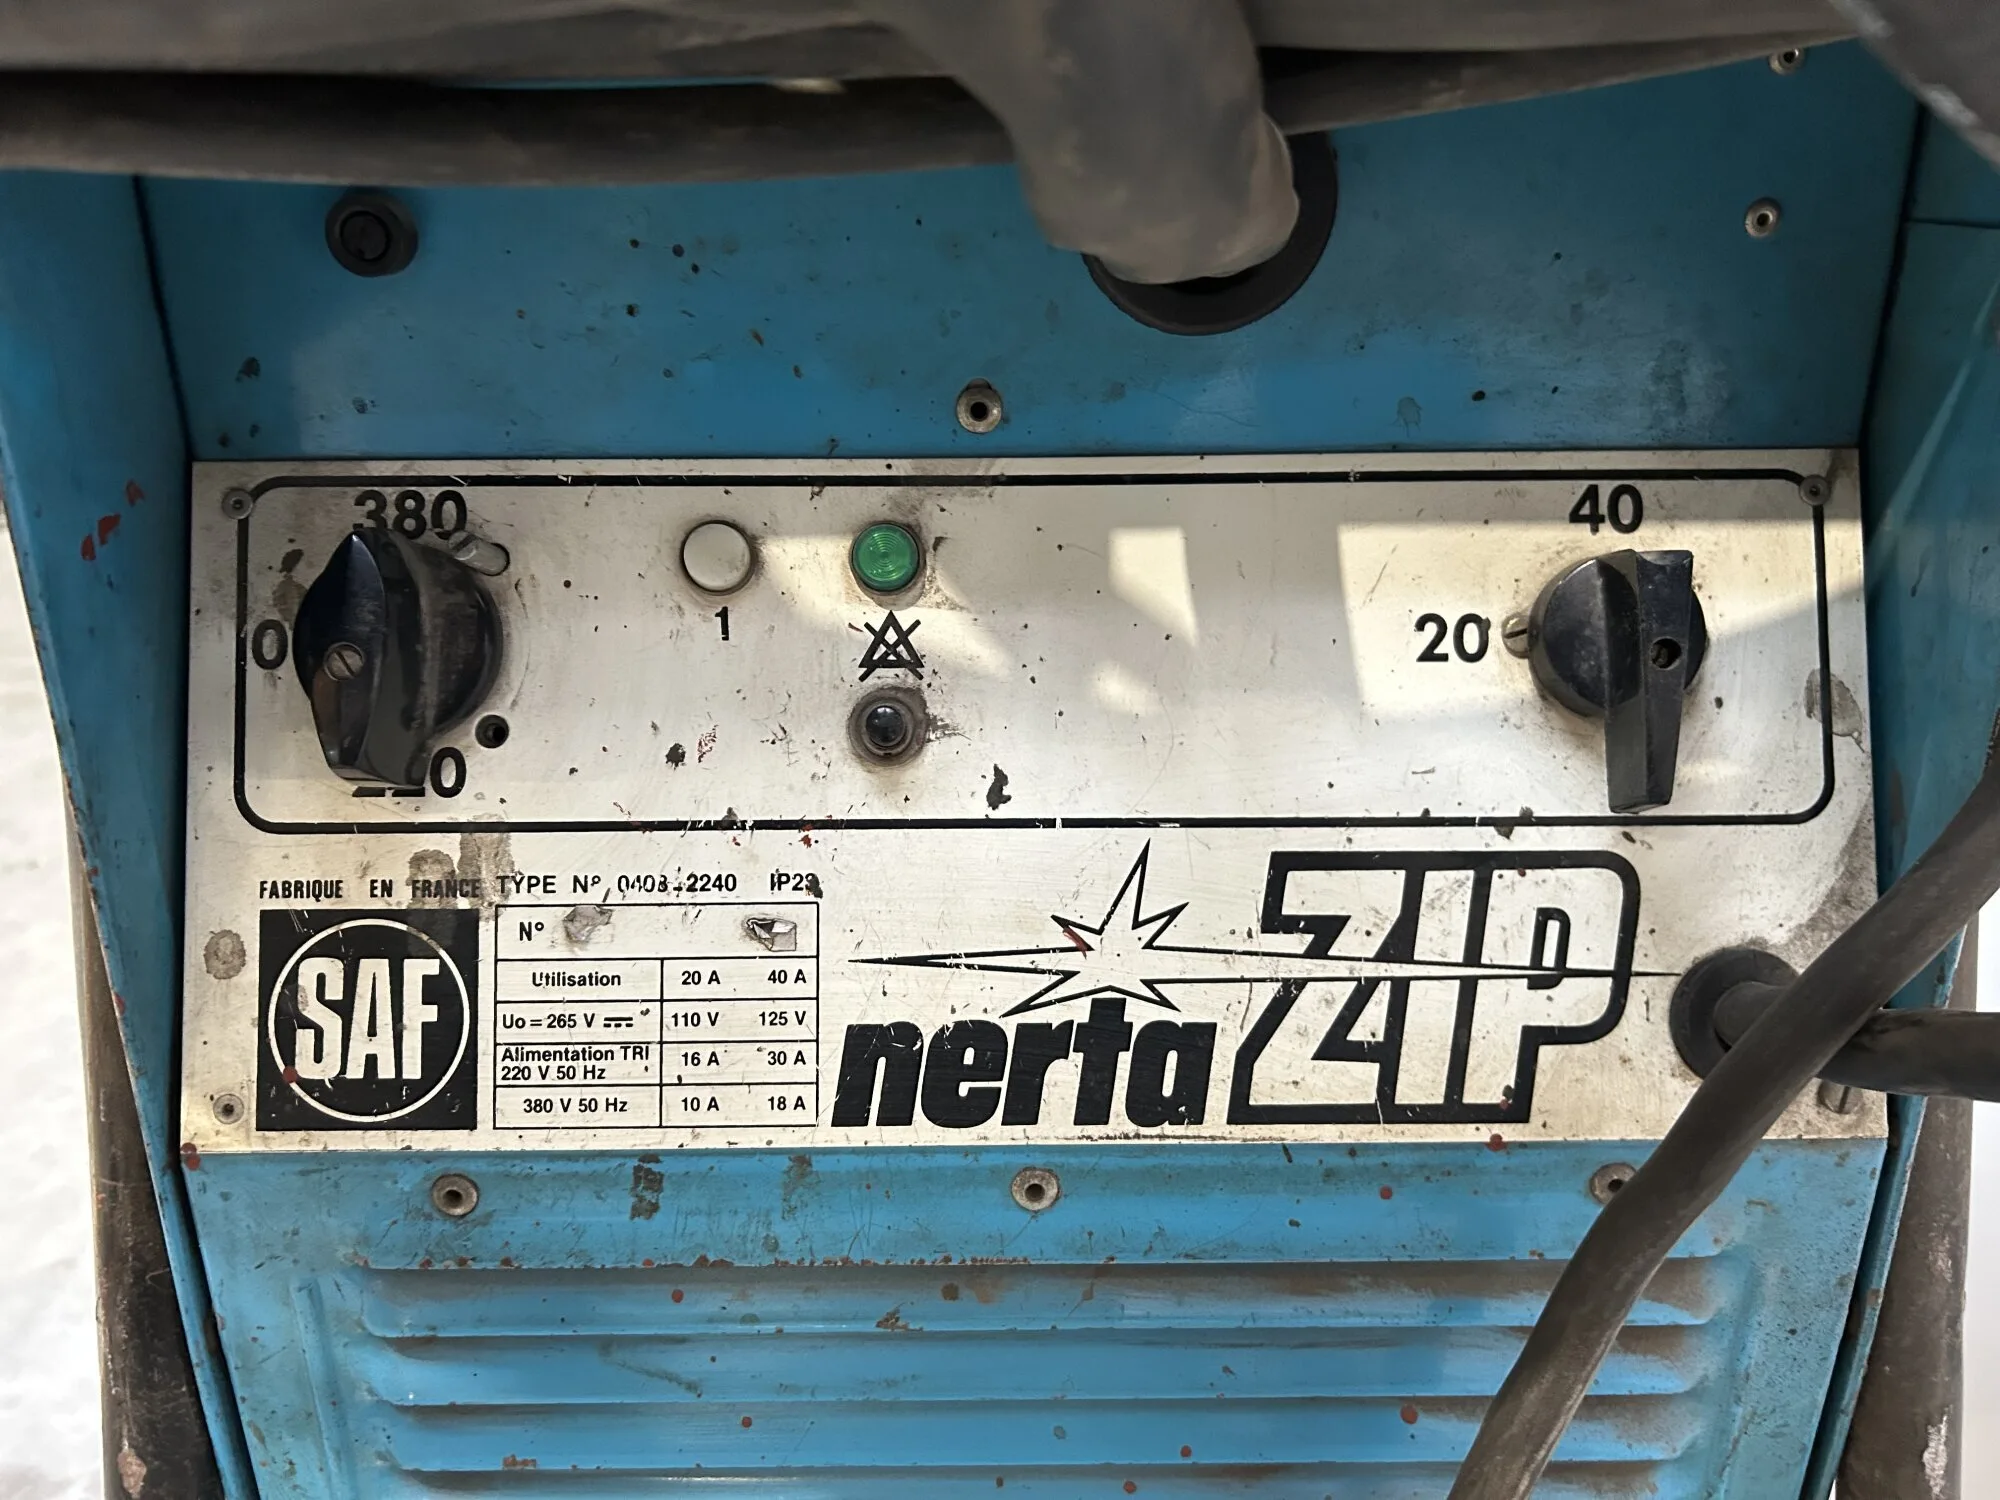 380
40
0
1
20
FABRIQUE EN FRANCE TYPE Nº 0408-2240
SAF
N°
Utilisation 20 A 40 A
Uo = 265 V 110 V 125 V
Alimentation TRI
220 V 50 Hz 16 A 30 A
380 V 50 Hz 10 A 18 A
nerta ZIP